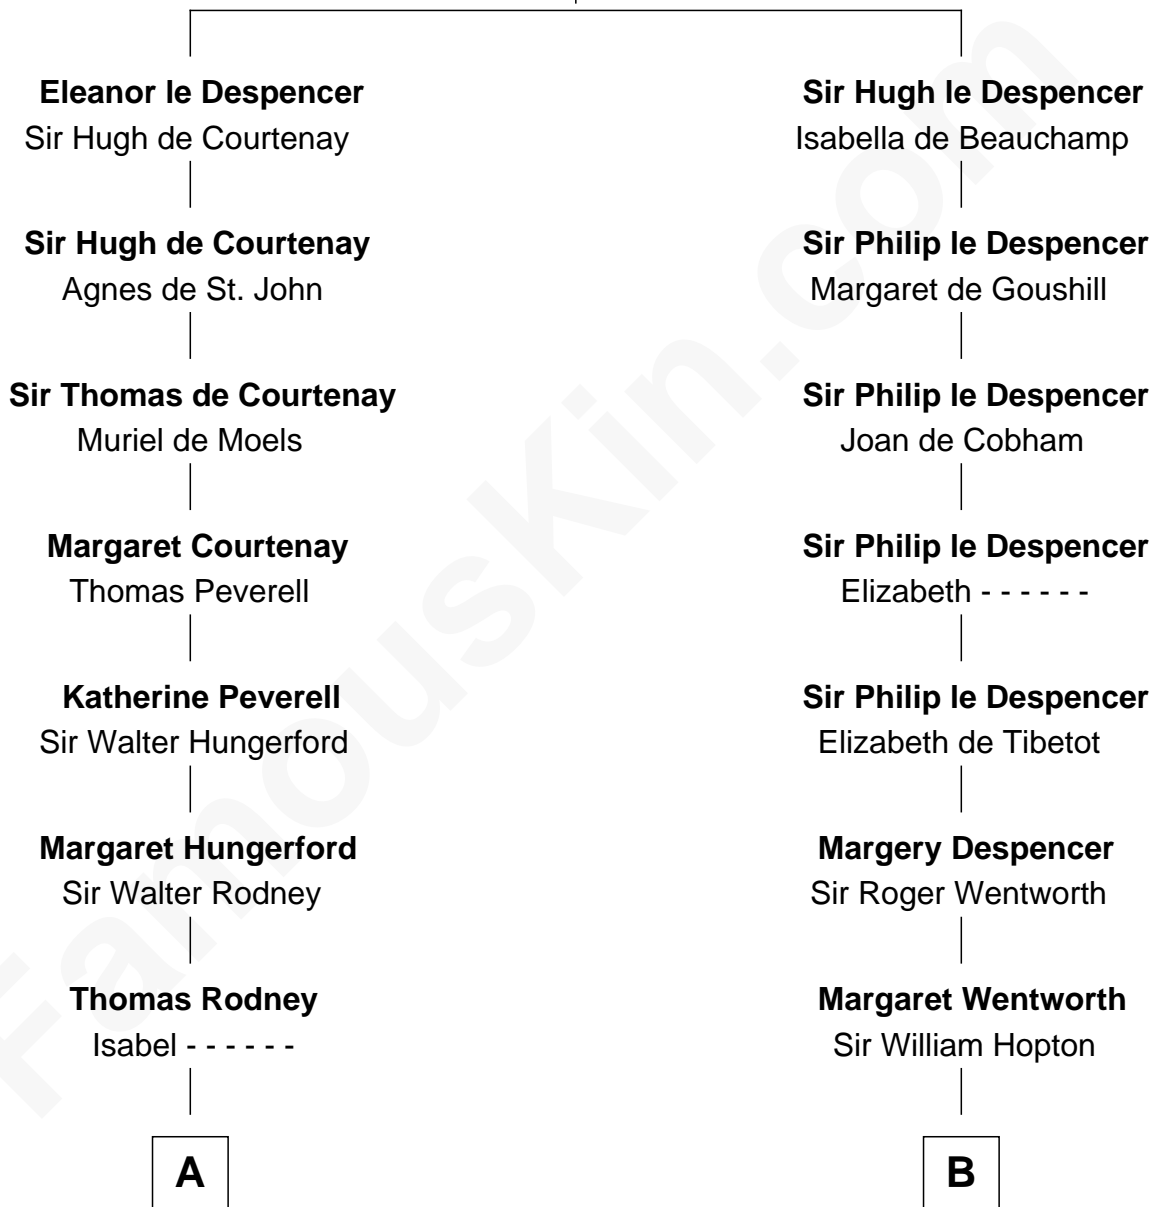 Eleanor le Despencer
Sir Hugh de Courtenay
Sir Hugh de Courtenay
Agnes de St. John
Sir Thomas de Courtenay
Muriel de Moels
Margaret Courtenay
Thomas Peverell
Katherine Peverell
Sir Walter Hungerford
Margaret Hungerford
Sir Walter Rodney
Thomas Rodney
Isabel - - - - - -
A
Sir Hugh le Despencer
Isabella de Beauchamp
Sir Philip le Despencer
Margaret de Goushill
Sir Philip le Despencer
Joan de Cobham
Sir Philip le Despencer
Elizabeth - - - - - -
Sir Philip le Despencer
Elizabeth de Tibetot
Margery Despencer
Sir Roger Wentworth
Margaret Wentworth
Sir William Hopton
B
FamousKin.com